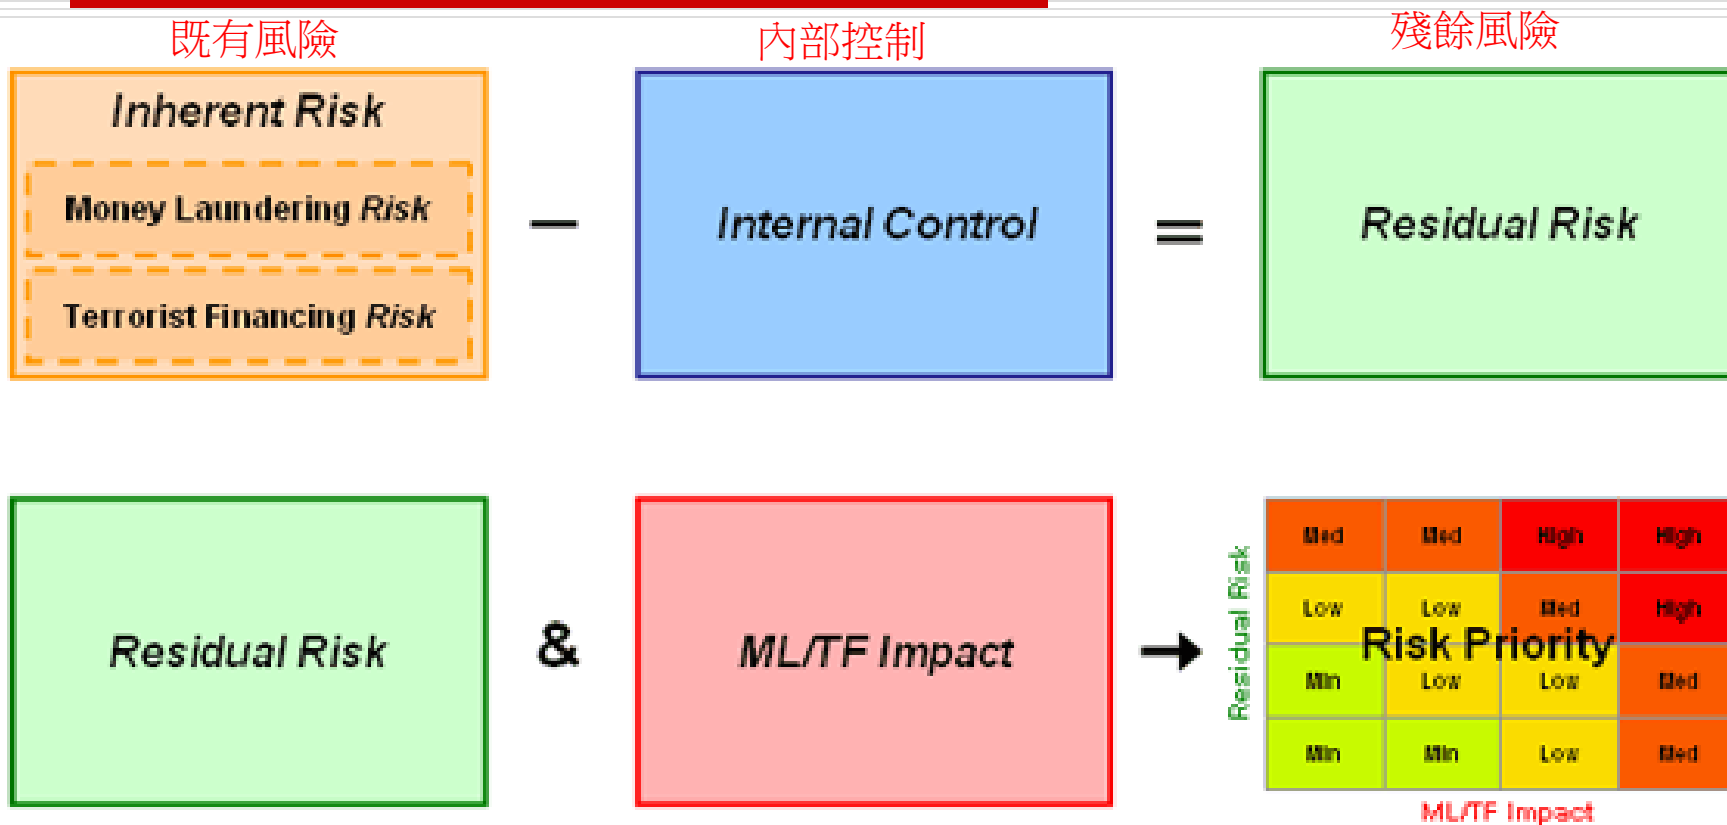 既有風險
內部控制
殘餘風險
Inherent Risk
Money Laundering Risk
Terrorist Financing Risk
−
Internal Control
=
Residual Risk
Residual Risk
&
ML/TF Impact
→
Residual Risk
Med Med High High
Low Low Med High
Risk Priority
Min Low Low Med
Min Min Low Med
ML/TF Impact